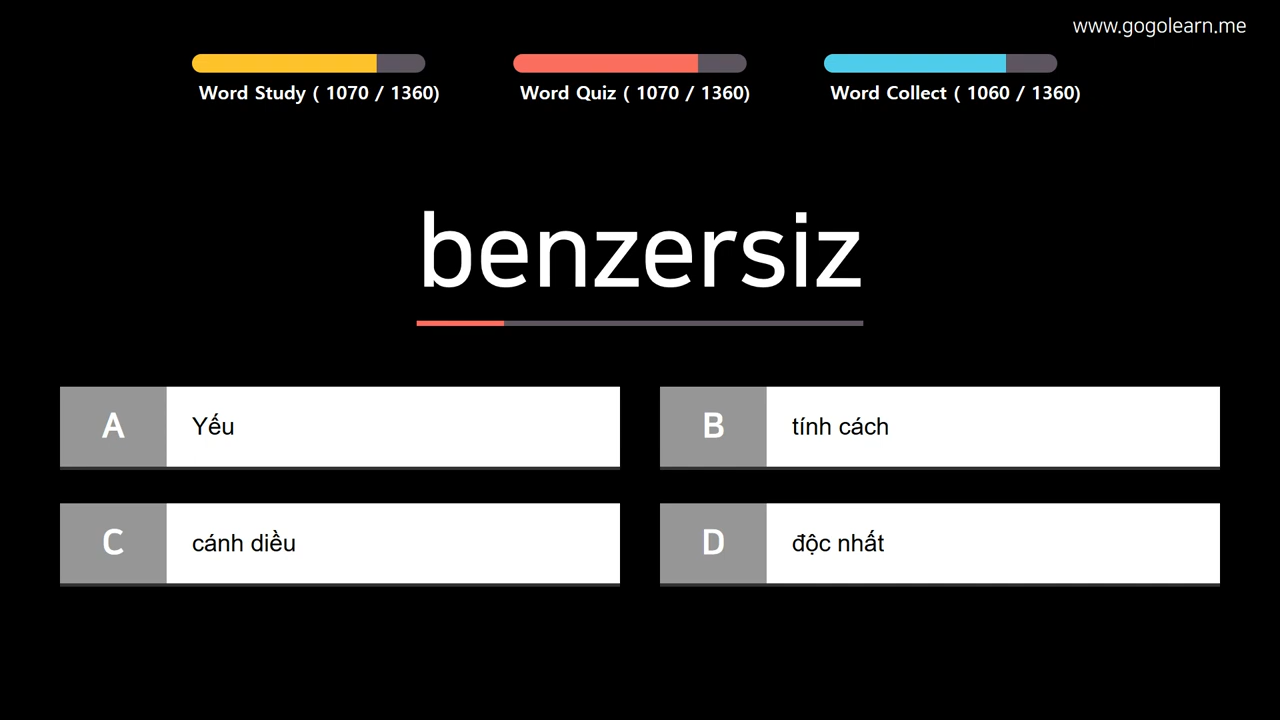 www.gogolearn.me
Word Study ( 1070 / 1360)
Word Quiz ( 1070 / 1360)
Word Collect ( 1060 / 1360)
benzersiz
A Yếu
B tính cách
C cánh diều
D độc nhất